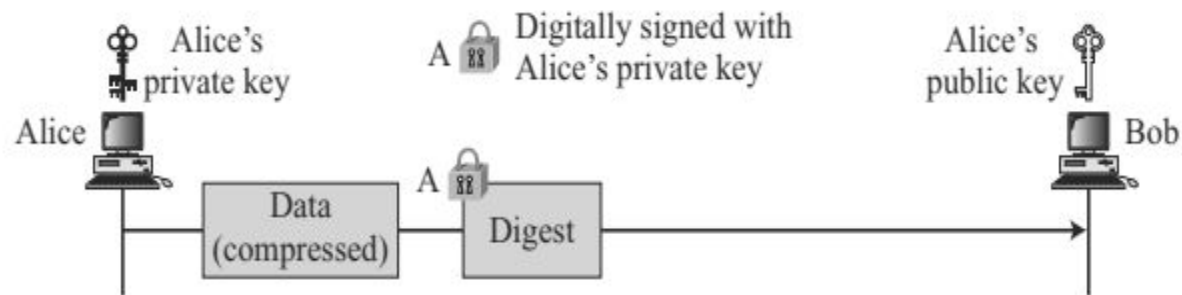 Alice’s
private key
A
Digitally signed with
Alice’s private key
Alice’s
public key
Alice
Bob
A
Data
(compressed)
Digest